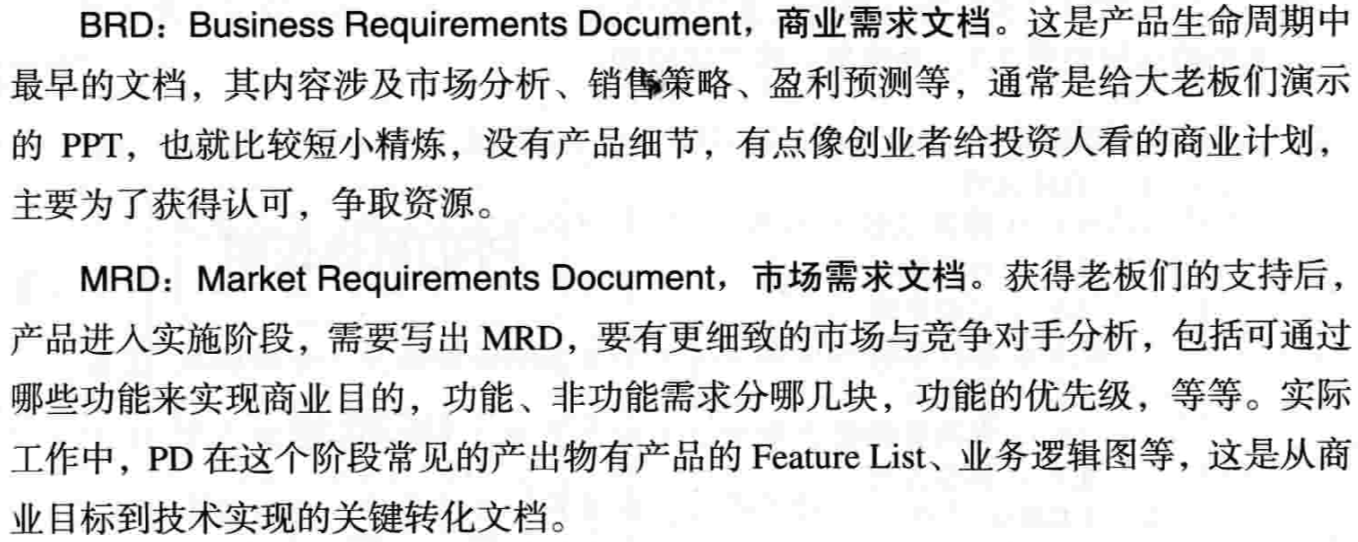 BRD：Business Requirements Document，商业需求文档。这是产品生命周期中
最早的文档，其内容涉及市场分析、销售策略、盈利预测等，通常是给大老板们演示
的 PPT，也就比较短小精炼，没有产品细节，有点像创业者给投资人看的商业计划，
主要为了获得认可，争取资源。
MRD：Market Requirements Document，市场需求文档。获得老板们的支持后，
产品进入实施阶段，需要写出 MRD，要有更细致的市场与竞争对手分析，包括可通过
哪些功能来实现商业目的，功能、非功能需求分哪几块，功能的优先级，等等。实际
工作中，PD 在这个阶段常见的产出物有产品的 Feature List、业务逻辑图等，这是从商
业目标到技术实现的关键转化文档。